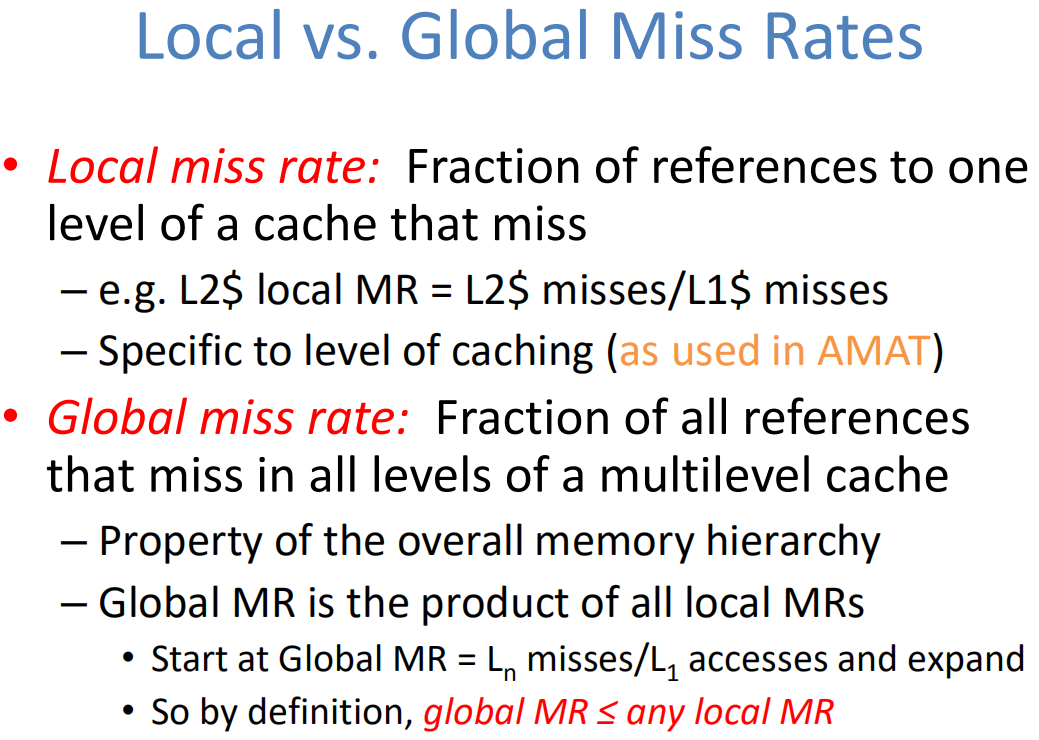 Local vs. Global Miss Rates
• Local miss rate: Fraction of references to one
level of a cache that miss
– e.g. L2$ local MR = L2$ misses/L1$ misses
– Specific to level of caching (as used in AMAT)
• Global miss rate: Fraction of all references
that miss in all levels of a multilevel cache
– Property of the overall memory hierarchy
– Global MR is the product of all local MRs
• Start at Global MR = Ln misses/L1 accesses and expand
• So by definition, global MR ≤ any local MR